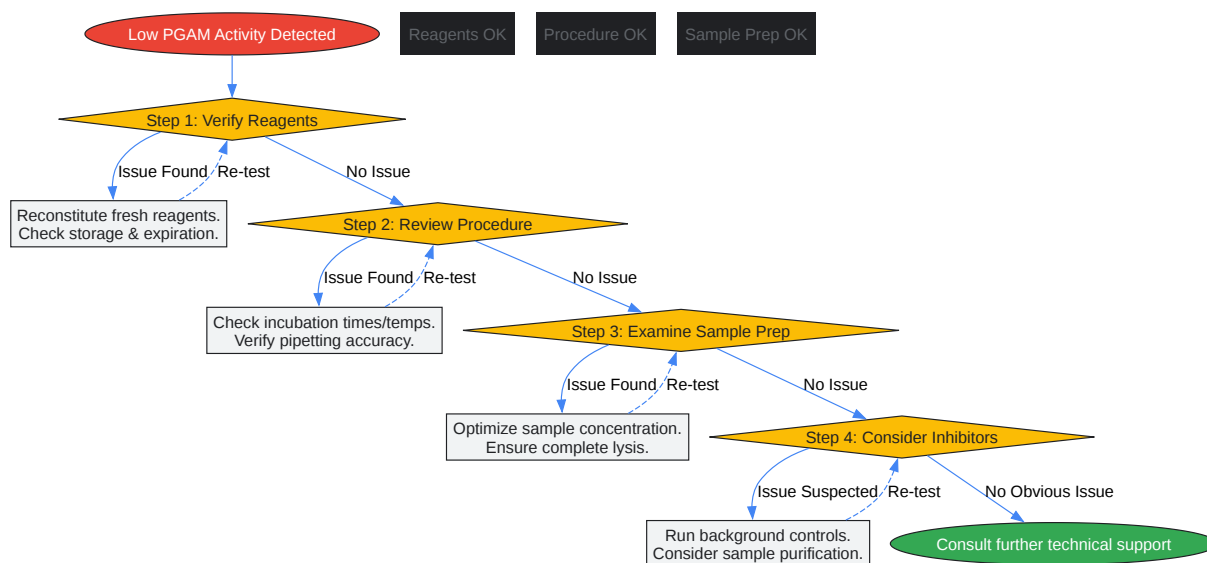 Low PGAM Activity Detected
Reagents OK
Procedure OK
Sample Prep OK
Step 1: Verify Reagents
Issue Found
Re-test
No Issue
Reconstitute fresh reagents.
Check storage & expiration.
Step 2: Review Procedure
Issue Found
Re-test
No Issue
Check incubation times/temps.
Verify pipetting accuracy.
Step 3: Examine Sample Prep
Issue Found
Re-test
No Issue
Optimize sample concentration.
Ensure complete lysis.
Step 4: Consider Inhibitors
Issue Suspected
Re-test
No Obvious Issue
Run background controls.
Consider sample purification.
Consult further technical support